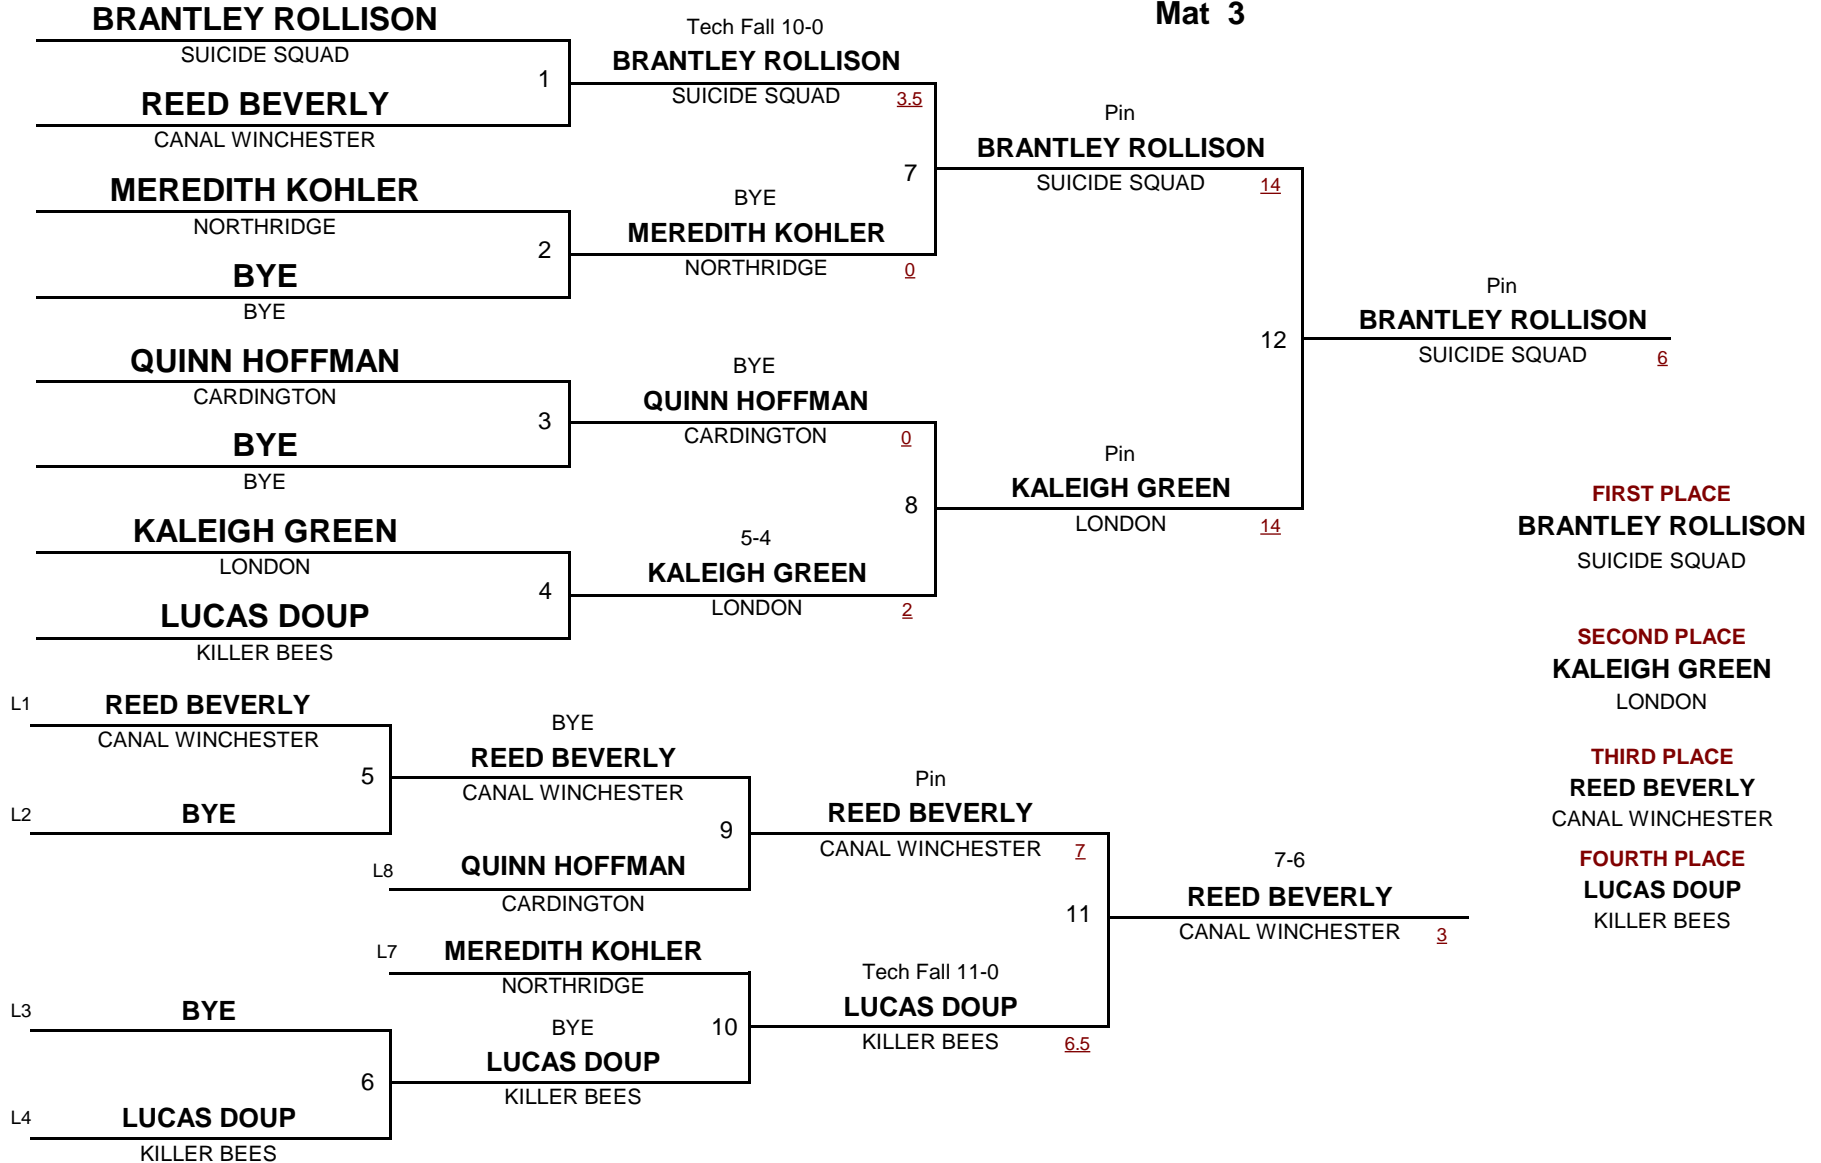 Mat 3
BRANTLEY ROLLISON
SUICIDE SQUAD
1
REED BEVERLY
CANAL WINCHESTER
MEREDITH KOHLER
NORTHRIDGE
2
BYE
BYE
QUINN HOFFMAN
CARDINGTON
3
BYE
BYE
KALEIGH GREEN
LONDON
4
LUCAS DOUP
KILLER BEES
Tech Fall 10-0
BRANTLEY ROLLISON
SUICIDE SQUAD 3.5
7
BYE
MEREDITH KOHLER
NORTHRIDGE 0
BYE
QUINN HOFFMAN
CARDINGTON 0
8
5-4
KALEIGH GREEN
LONDON 2
Pin
BRANTLEY ROLLISON
SUICIDE SQUAD 14
12
Pin
KALEIGH GREEN
LONDON 14
Pin
BRANTLEY ROLLISON
SUICIDE SQUAD 6
L1 REED BEVERLY
CANAL WINCHESTER
5
L2 BYE
L3 BYE
6
L4 LUCAS DOUP
KILLER BEES
BYE
REED BEVERLY
CANAL WINCHESTER
9
L8 QUINN HOFFMAN
CARDINGTON
L7 MEREDITH KOHLER
NORTHRIDGE
10
BYE
LUCAS DOUP
KILLER BEES
Pin
REED BEVERLY
CANAL WINCHESTER 7
11
Tech Fall 11-0
LUCAS DOUP
KILLER BEES 6.5
7-6
REED BEVERLY
CANAL WINCHESTER 3
FIRST PLACE
BRANTLEY ROLLISON
SUICIDE SQUAD
SECOND PLACE
KALEIGH GREEN
LONDON
THIRD PLACE
REED BEVERLY
CANAL WINCHESTER
FOURTH PLACE
LUCAS DOUP
KILLER BEES